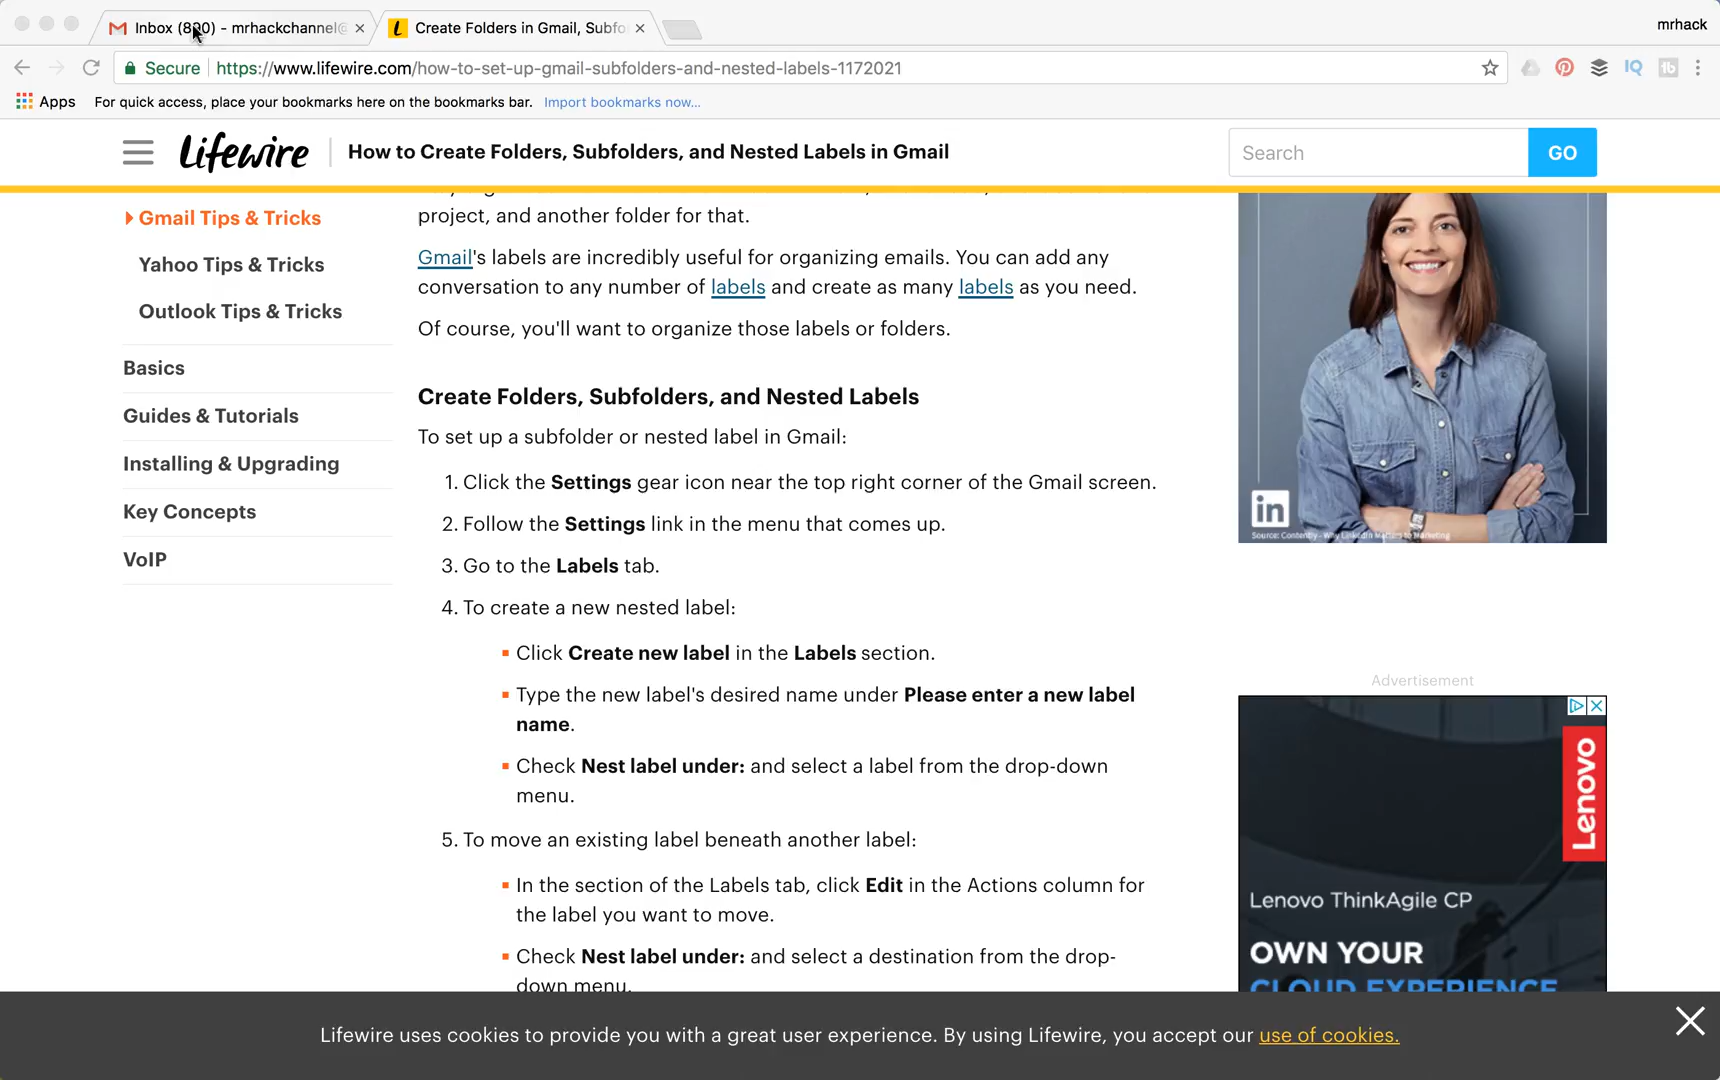 Inbox (800) - mrhackchannel@
Create Folders in Gmail, Subfo
mrhack
Secure
https://www.lifewire.com/how-to-set-up-gmail-subfolders-and-nested-labels-1172021
Apps
For quick access, place your bookmarks here on the bookmarks bar. Import bookmarks now...
Lifewire
How to Create Folders, Subfolders, and Nested Labels in Gmail
Search
GO
Gmail Tips & Tricks
Yahoo Tips & Tricks
Outlook Tips & Tricks
Basics
Guides & Tutorials
Installing & Upgrading
Key Concepts
VoIP
project, and another folder for that.
Gmail's labels are incredibly useful for organizing emails. You can add any
conversation to any number of labels and create as many labels as you need.
Of course, you'll want to organize those labels or folders.
Create Folders, Subfolders, and Nested Labels
To set up a subfolder or nested label in Gmail:
1. Click the Settings gear icon near the top right corner of the Gmail screen.
2. Follow the Settings link in the menu that comes up.
3. Go to the Labels tab.
4. To create a new nested label:
Click Create new label in the Labels section.
Type the new label's desired name under Please enter a new label
name.
Check Nest label under: and select a label from the drop-down
menu.
5. To move an existing label beneath another label:
In the section of the Labels tab, click Edit in the Actions column for
the label you want to move.
Check Nest label under: and select a destination from the drop-
down menu.
in
Source: Contently - Why LinkedIn Matters to Marketing
Advertisement
Lenovo
Lenovo ThinkAgile CP
OWN YOUR
CLOUD EXPERIENCE
Lifewire uses cookies to provide you with a great user experience. By using Lifewire, you accept our use of cookies.